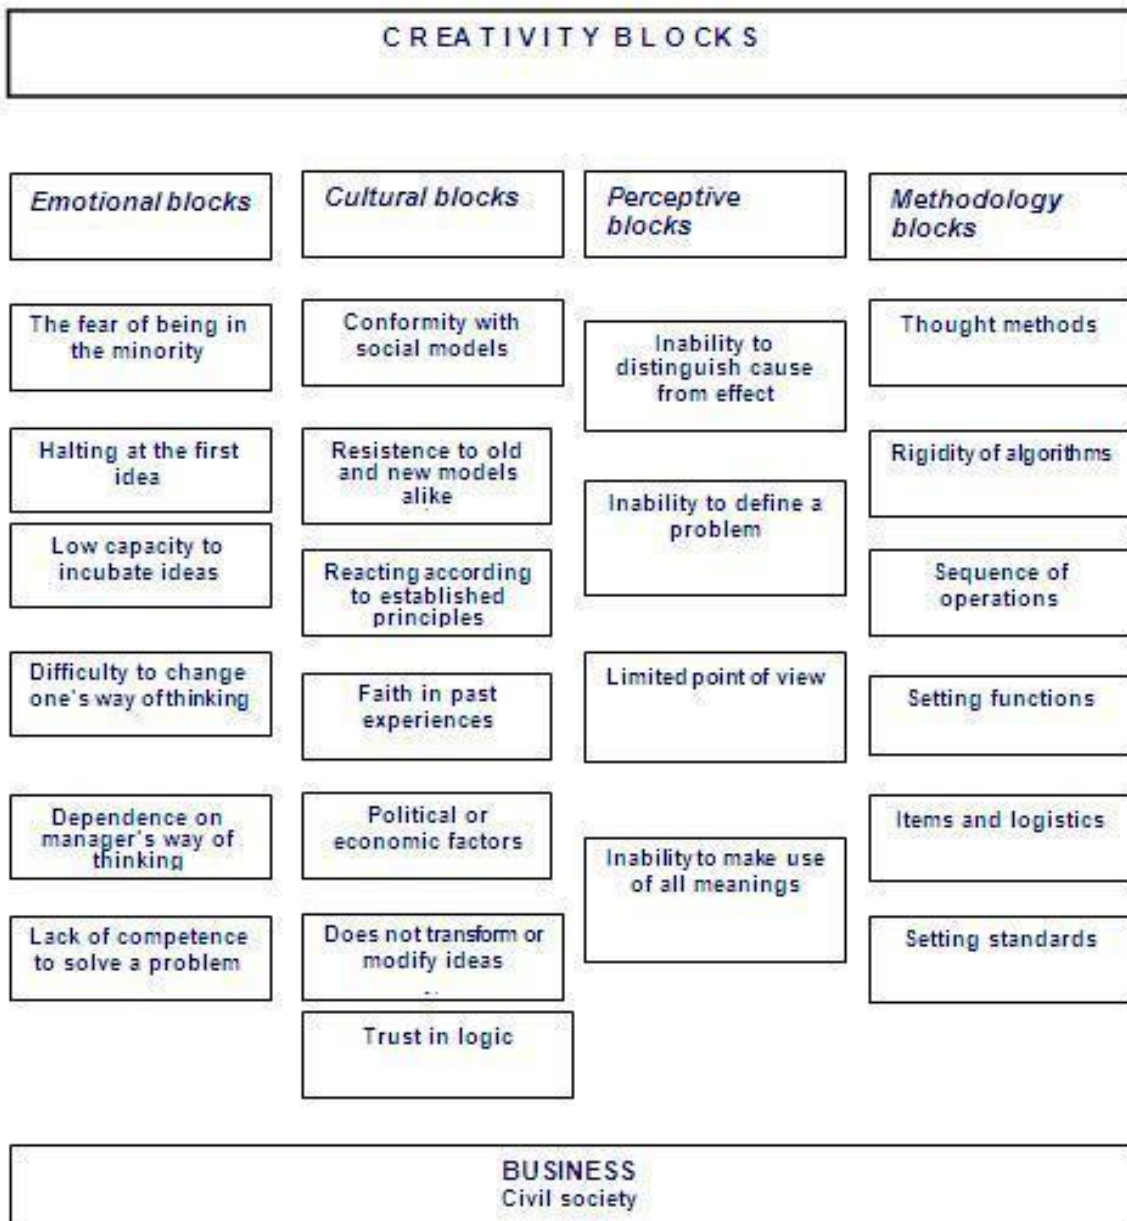 CREATIVITY BLOCKS
Emotional blocks
The fear of being in
the minority
Halting at the first
idea
Low capacity to
incubate ideas
Difficulty to change
one's way of thinking
Dependence on
manager's way of
thinking
Lack of competence
to solve a problem
Cultural blocks
Conformity with
social models
Resistence to old
and new models
alike
Reacting according
to established
principles
Faith in past
experiences
Political or
economic factors
Does not transform or
modify ideas
Trust in logic
Perceptive
blocks
Inability to
distinguish cause
from effect
Inability to define a
problem
Limited point of view
Inability to make use
of all meanings
Methodology
blocks
Thought methods
Rigidity of algorithms
Sequence of
operations
Setting functions
Items and logistics
Setting standards
BUSINESS
Civil society